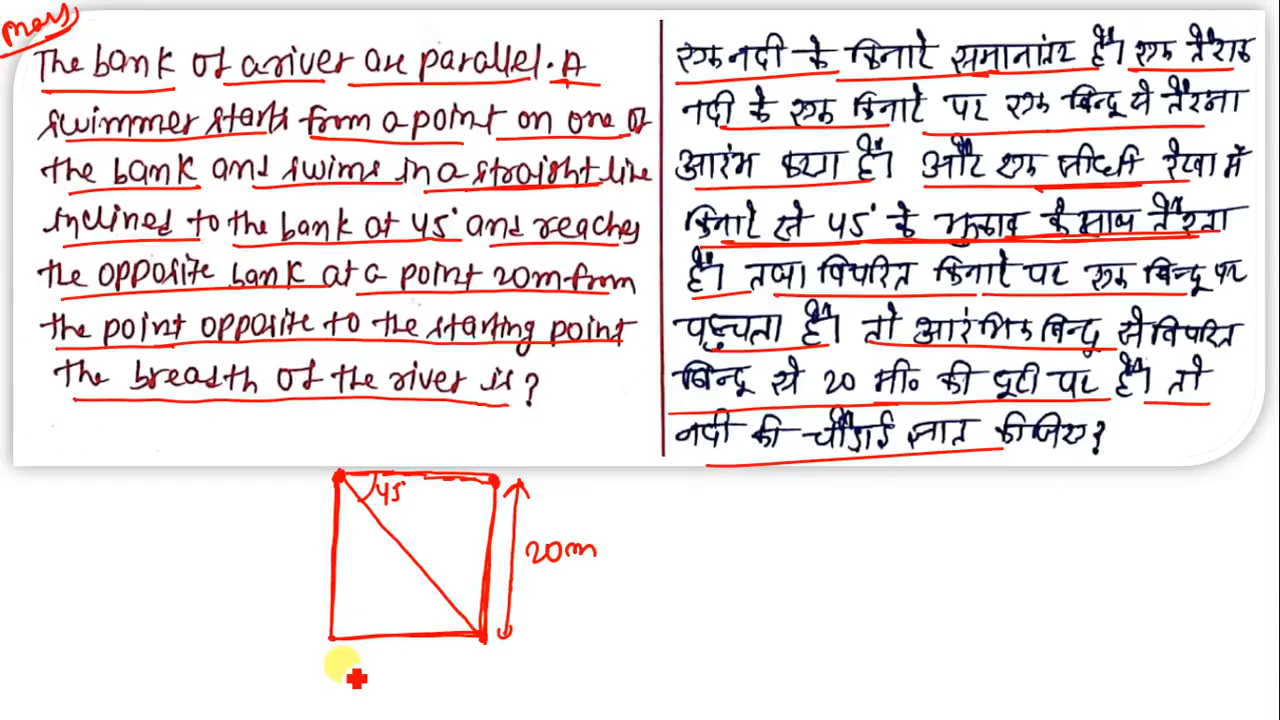 Mons
The bank of a river are parallel. A
swimmer starts from a point on one of
the bank and swims in a straight line
inclined to the bank at 45° and reaches
the opposite bank at a point 20m from
the point opposite to the starting point
the breadth of the river is?
एक नदी के किनारे समानांतर हैं। एक तैराक
नदी के एक किनारे पर एक बिन्दू से तैरना
आरंभ करता हैं। और एक सीधी रेखा में
किनारे से 45° के झुकाव के साथ तैरता
हैं। तथा विपरित किनारे पर एक बिन्दू पर
पहुचता हैं। तो आरंभिक बिन्दू से विपरित
बिन्दू से 20 मी० की दूरी पर हैं। तो
नदी की चौंड़ाई ज्ञात कीजिए?
45
20m